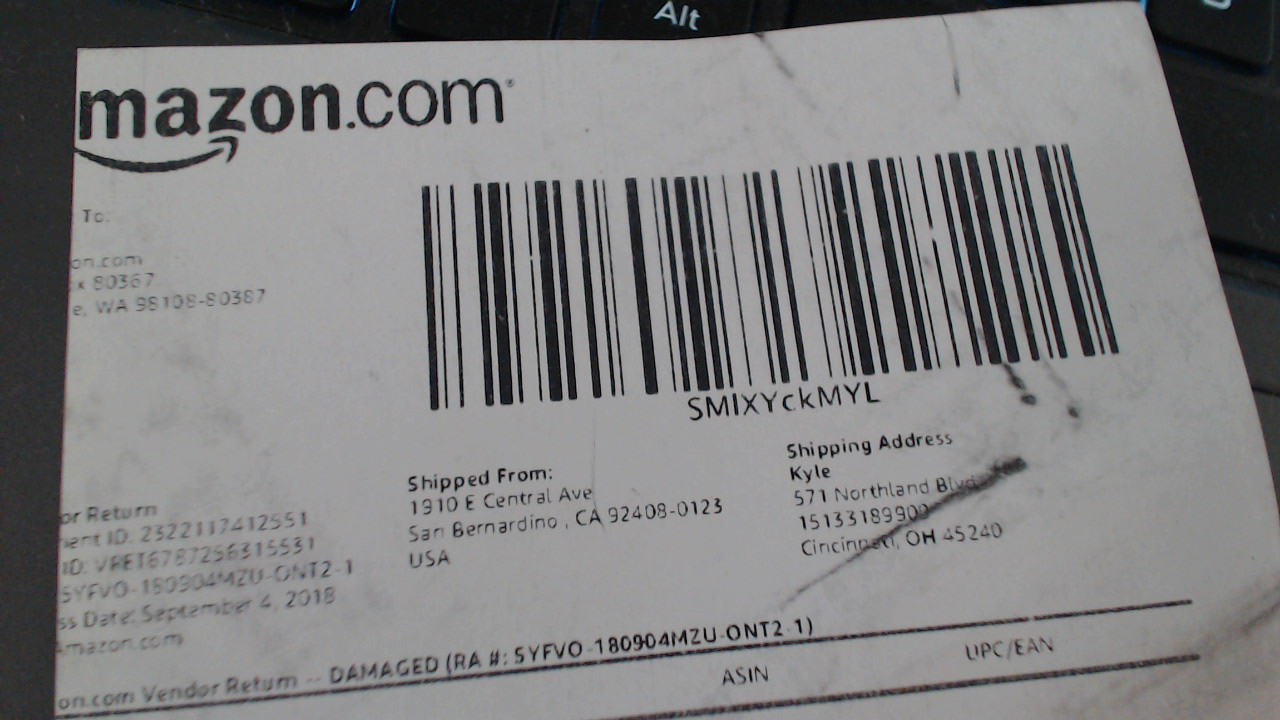 Alt
mazon.com
To:
on.com
x 80367
e, WA 98108-80387
SMIXYckMYL
Shipped From:
1910 E Central Ave
San Bernardino , CA 92408-0123
USA
Shipping Address
Kyle
571 Northland Blvd
15133189900
Cincinnati, OH 45240
or Return
ent ID: 2322117412551
ID: VRET6787256315531
5YFVO-180904MZU-ONT2-1
ss Date: September 4, 2018
Amazon.com
on.com Vendor Return -- DAMAGED (RA #: 5YFVO-180904MZU-ONT2-1)
ASIN
UPC/EAN